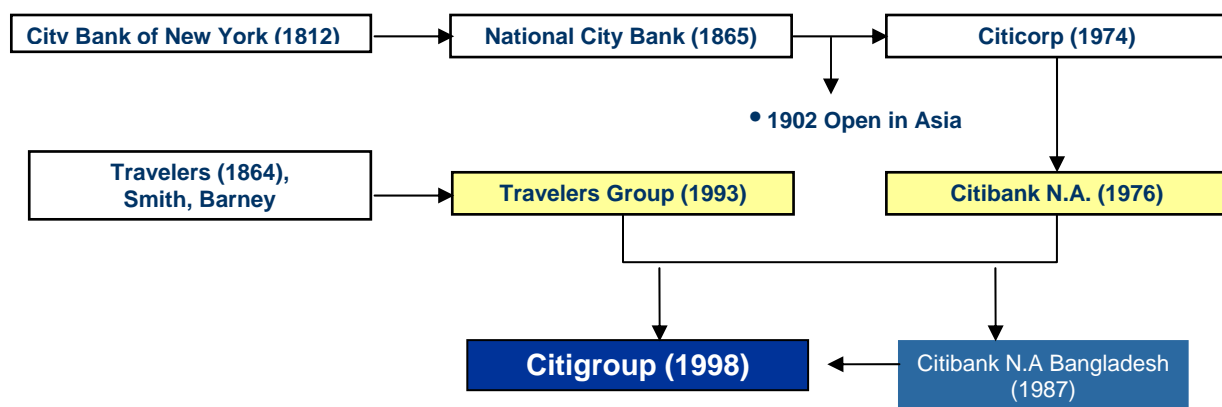 City Bank of New York (1812)
National City Bank (1865)
Citicorp (1974)
• 1902 Open in Asia
Travelers (1864),
Smith, Barney
Travelers Group (1993)
Citibank N.A. (1976)
Citigroup (1998)
Citibank N.A Bangladesh
(1987)